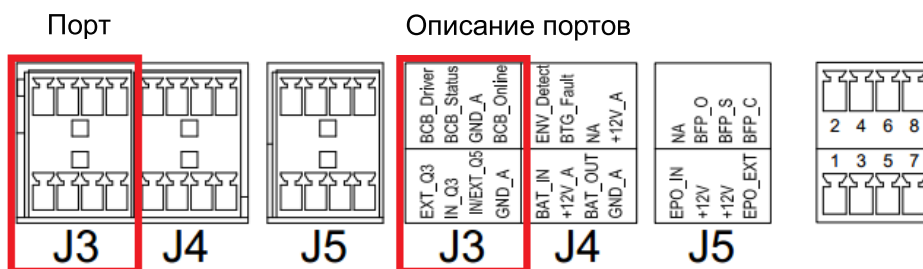 Порт
Описание портов
BCB_Driver
BCB_Status
GND_A
BCB_Online
ENV_Detect
BTG_Fault
NA
+12V_A
NA
BFP_O
BFP_S
BFP_C
2 4 6 8
EXT_Q3
IN_Q3
IN/EXT_Q5
GND_A
BAT_IN
+12V_A
BAT_OUT
GND_A
EPO_IN
+12V
+12V
EPO_EXT
1 3 5 7
J3 J4 J5 J3 J4 J5